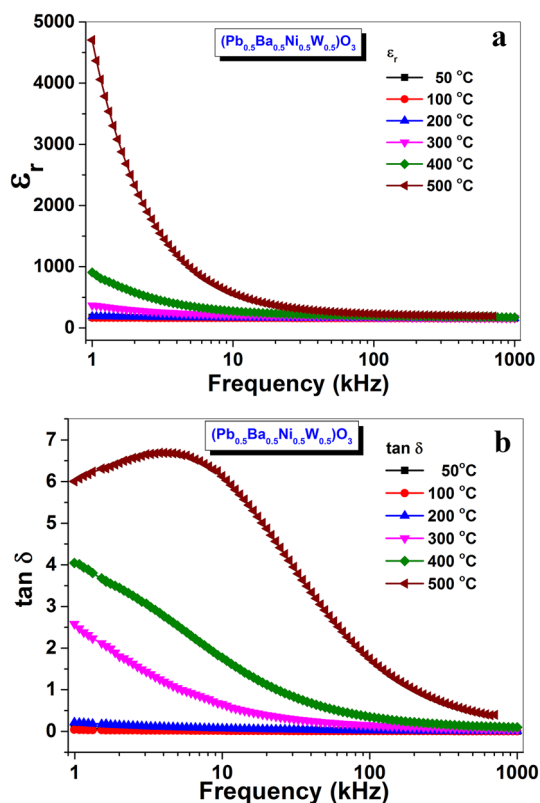 a
(Pb0.5Ba0.5Ni0.5W0.5)O3
εr
50 °C
100 °C
200 °C
300 °C
400 °C
500 °C
5000
4000
3000
2000
1000
0
εr
1 10 100 1000
Frequency (kHz)
b
(Pb0.5Ba0.5Ni0.5W0.5)O3
tan δ
50°C
100 °C
200 °C
300 °C
400 °C
500 °C
7
6
5
4
3
2
1
0
tan δ
1 10 100 1000
Frequency (kHz)